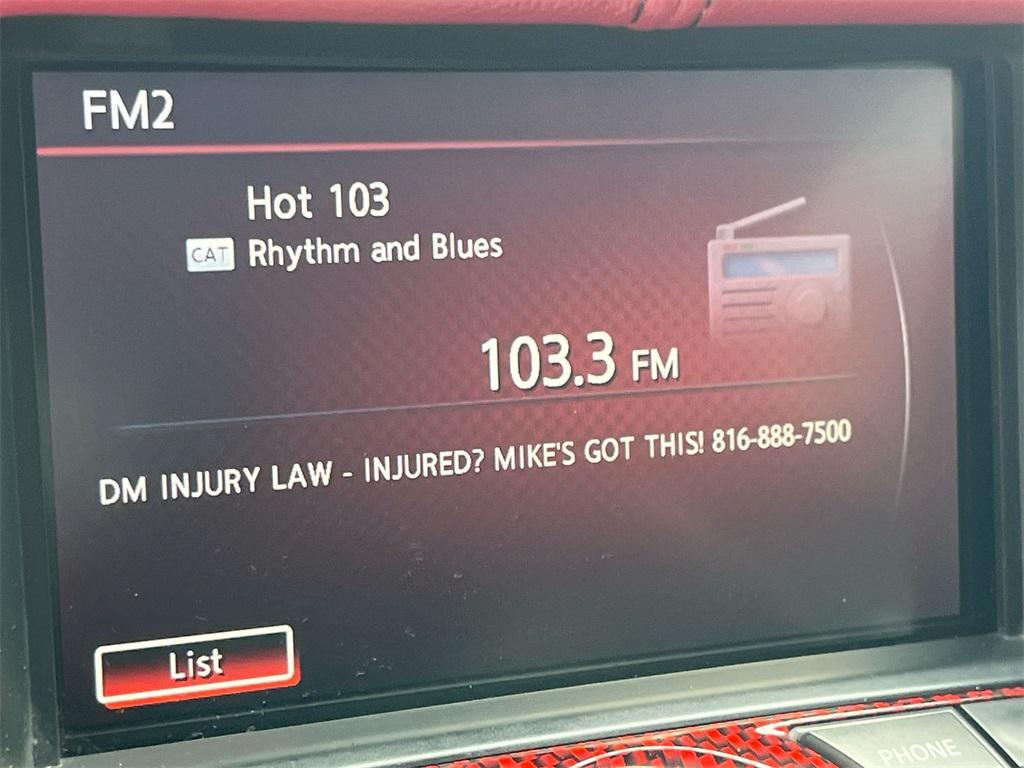 FM2
Hot 103
CAT Rhythm and Blues
103.3 FM
DM INJURY LAW - INJURED? MIKE'S GOT THIS! 816-888-7500
List
PHONE